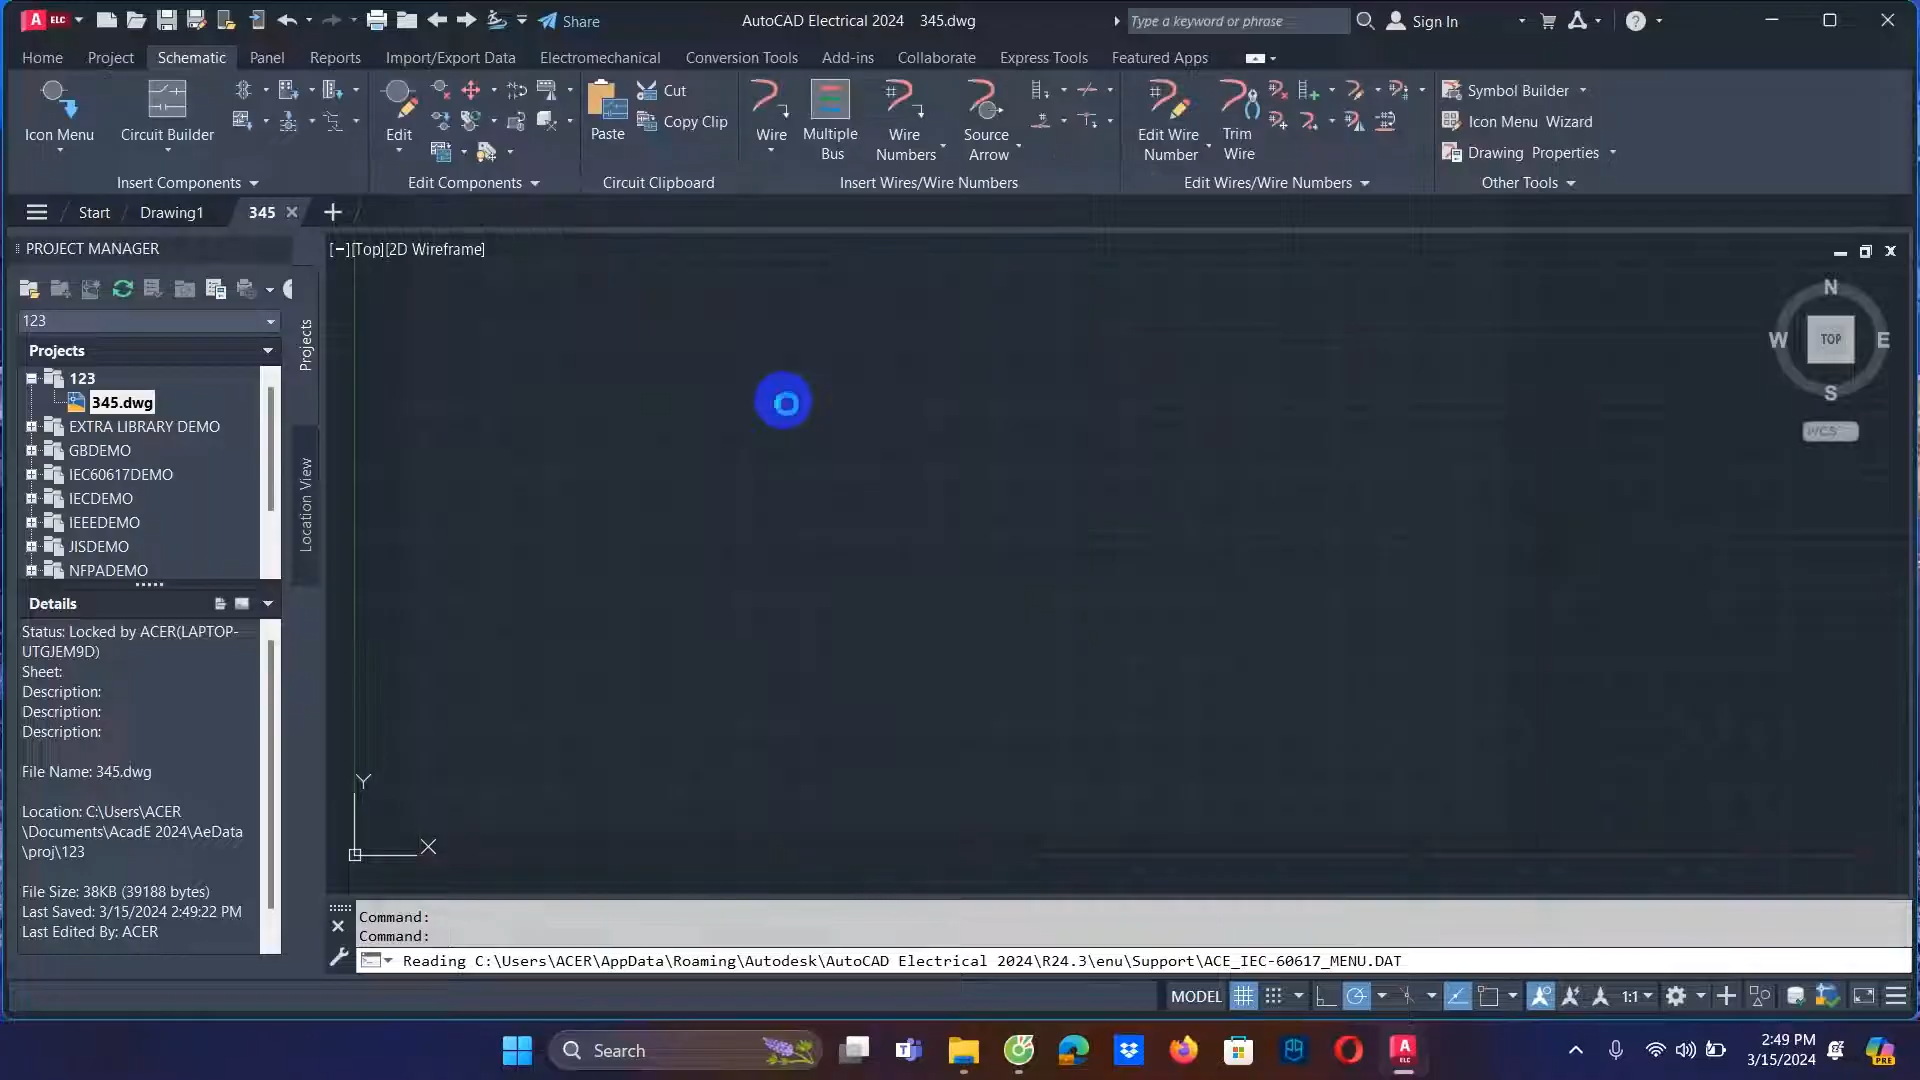 A ELC
Share
AutoCAD Electrical 2024 345.dwg
Type a keyword or phrase
Sign In
Home
Project
Schematic
Panel
Reports
Import/Export Data
Electromechanical
Conversion Tools
Add-ins
Collaborate
Express Tools
Featured Apps
Icon Menu
Circuit Builder
Insert Components
Edit
Edit Components
Paste
Cut
Copy Clip
Circuit Clipboard
Wire
Multiple
Bus
Wire
Numbers
Source
Arrow
Insert Wires/Wire Numbers
Edit Wire
Number
Trim
Wire
Edit Wires/Wire Numbers
Symbol Builder
Icon Menu Wizard
Drawing Properties
Other Tools
Start
Drawing1
345
PROJECT MANAGER
123
Projects
123
345.dwg
EXTRA LIBRARY DEMO
GBDEMO
IEC60617DEMO
IECDEMO
IEEEDEMO
JISDEMO
NFPADEMO
Projects
Location View
Details
Status: Locked by ACER(LAPTOP-
UTGJEM9D)
Sheet:
Description:
Description:
Description:
File Name: 345.dwg
Location: C:\Users\ACER
\Documents\AcadE 2024\AeData
\proj\123
File Size: 38KB (39188 bytes)
Last Saved: 3/15/2024 2:49:22 PM
Last Edited By: ACER
[−][Top][2D Wireframe]
N
W
TOP
E
S
WCS
Y
X
Command:
Command:
Reading C:\Users\ACER\AppData\Roaming\Autodesk\AutoCAD Electrical 2024\R24.3\enu\Support\ACE_IEC-60617_MENU.DAT
MODEL
1:1
Search
A ELC
2:49 PM
3/15/2024
PRE